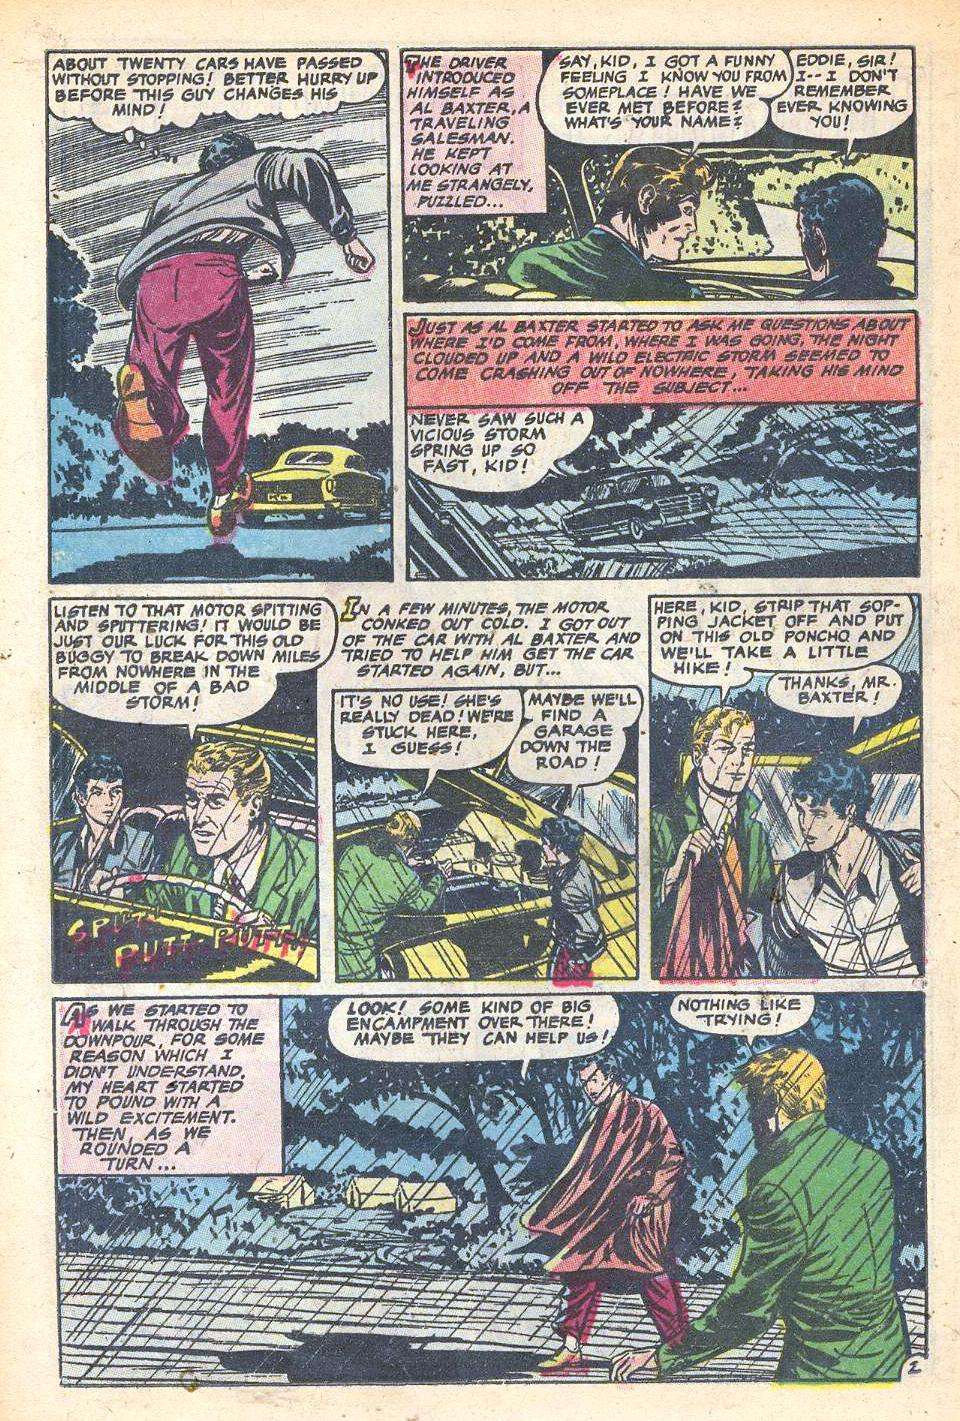 ABOUT TWENTY CARS HAVE PASSED
WITHOUT STOPPING! BETTER HURRY UP
BEFORE THIS GUY CHANGES HIS
MIND!
THE DRIVER
INTRODUCED
HIMSELF AS
AL BAXTER, A
TRAVELING
SALESMAN.
HE KEPT
LOOKING AT
ME STRANGELY,
PUZZLED...
SAY, KID, I GOT A FUNNY
FEELING I KNOW YOU FROM
SOMEPLACE! HAVE WE
EVER MET BEFORE?
WHAT'S YOUR NAME?
EDDIE, SIR!
I--I DON'T
REMEMBER
EVER KNOWING
YOU!
JUST AS AL BAXTER STARTED TO ASK ME QUESTIONS ABOUT
WHERE I'D COME FROM, WHERE I WAS GOING, THE NIGHT
CLOUDED UP AND A WILD ELECTRIC STORM SEEMED TO
COME CRASHING OUT OF NOWHERE, TAKING HIS MIND
OFF THE SUBJECT...
NEVER SAW SUCH A
VICIOUS STORM
SPRING UP SO
FAST, KID!
LISTEN TO THAT MOTOR SPITTING
AND SPUTTERING! IT WOULD BE
JUST OUR LUCK FOR THIS OLD
BUGGY TO BREAK DOWN MILES
FROM NOWHERE IN THE
MIDDLE OF A BAD
STORM!
SPUT-
PUTT-PUTTT!
IN A FEW MINUTES, THE MOTOR
CONKED OUT COLD. I GOT OUT
OF THE CAR WITH AL BAXTER AND
TRIED TO HELP HIM GET THE CAR
STARTED AGAIN, BUT...
IT'S NO USE! SHE'S
REALLY DEAD! WE'RE
STUCK HERE,
I GUESS!
MAYBE WE'LL
FIND A
GARAGE
DOWN THE
ROAD!
HERE, KID, STRIP THAT SOP-
PING JACKET OFF AND PUT
ON THIS OLD PONCHO AND
WE'LL TAKE A LITTLE
HIKE!
THANKS, MR.
BAXTER!
AS WE STARTED TO
WALK THROUGH THE
DOWNPOUR, FOR SOME
REASON WHICH I
DIDN'T UNDERSTAND,
MY HEART STARTED
TO POUND WITH A
WILD EXCITEMENT.
THEN, AS WE
ROUNDED A
TURN...
LOOK! SOME KIND OF BIG
ENCAMPMENT OVER THERE!
MAYBE THEY CAN HELP US!
NOTHING LIKE
TRYING!
2